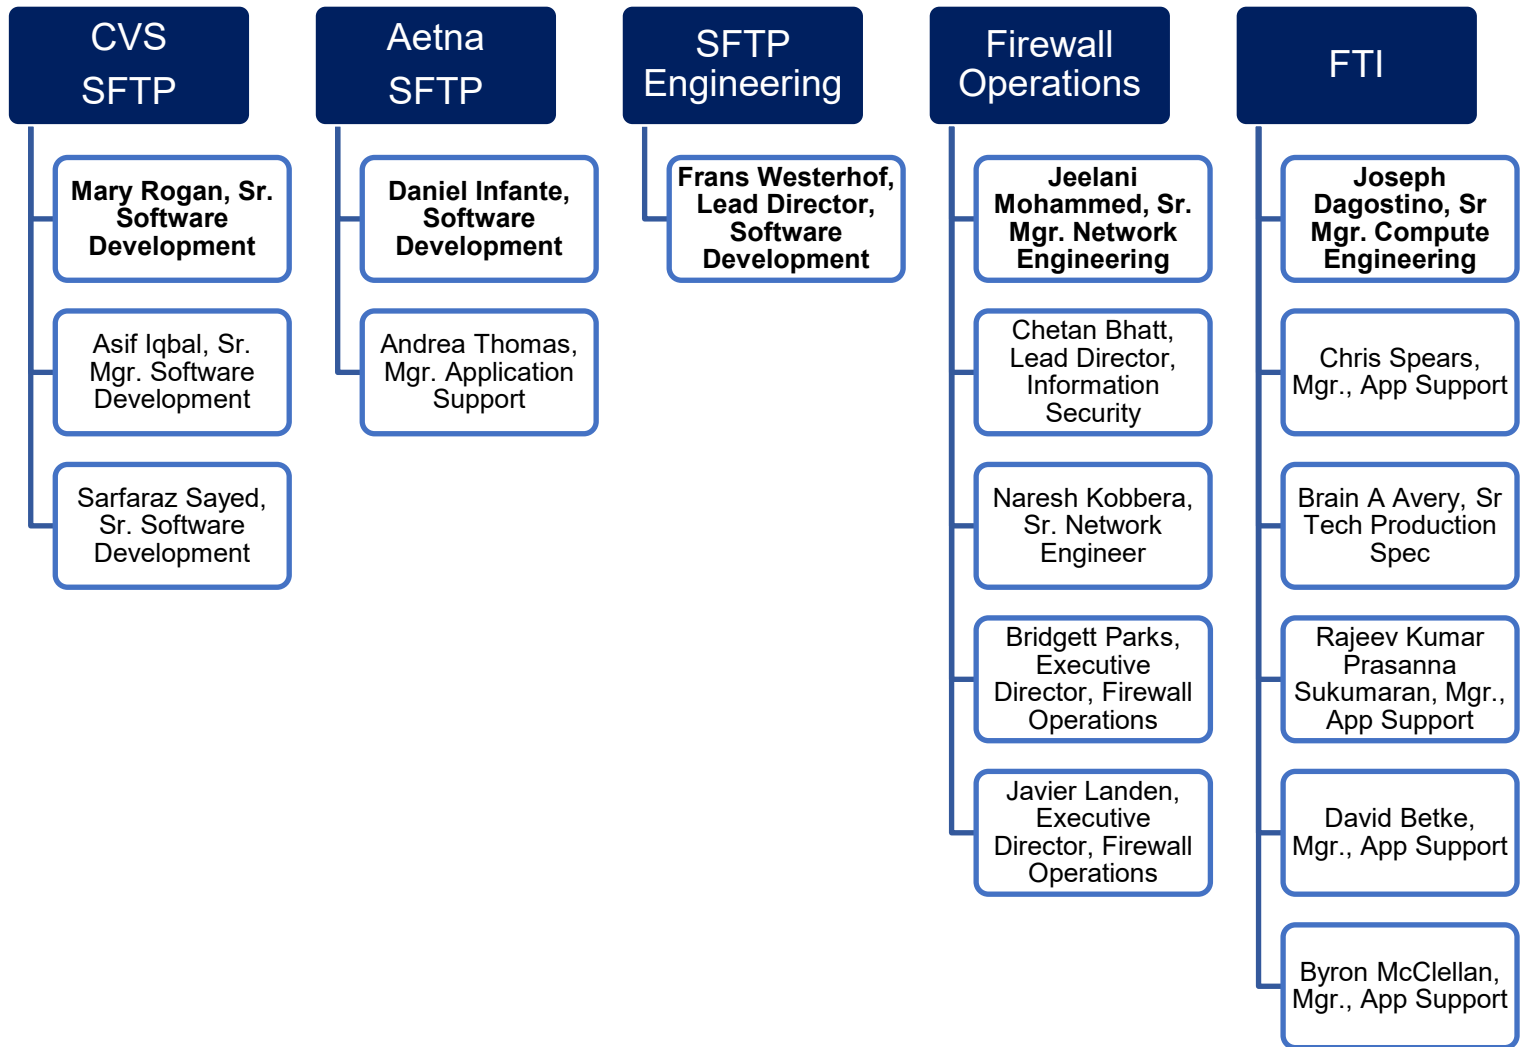 CVS
SFTP
Mary Rogan, Sr.
Software
Development
Asif Iqbal, Sr.
Mgr. Software
Development
Sarfaraz Sayed,
Sr. Software
Development
Aetna
SFTP
Daniel Infante,
Software
Development
Andrea Thomas,
Mgr. Application
Support
SFTP
Engineering
Frans Westerhof,
Lead Director,
Software
Development
Firewall
Operations
Jeelani
Mohammed, Sr.
Mgr. Network
Engineering
Chetan Bhatt,
Lead Director,
Information
Security
Naresh Kobbera,
Sr. Network
Engineer
Bridgett Parks,
Executive
Director, Firewall
Operations
Javier Landen,
Executive
Director, Firewall
Operations
FTI
Joseph
Dagostino, Sr
Mgr. Compute
Engineering
Chris Spears,
Mgr., App Support
Brain A Avery, Sr
Tech Production
Spec
Rajeev Kumar
Prasanna
Sukumaran, Mgr.,
App Support
David Betke,
Mgr., App Support
Byron McClellan,
Mgr., App Support